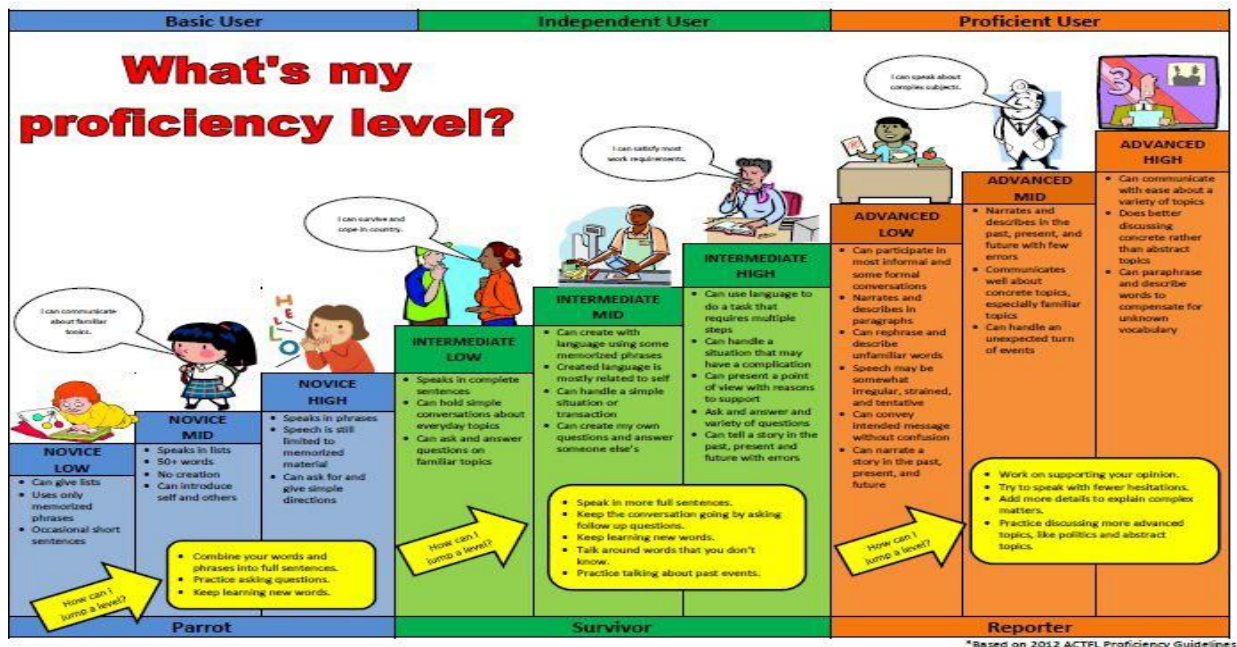 Basic User
Independent User
Proficient User
What's my
proficiency level?
I can communicate
about familiar
topics.
I can survive and
cope in country.
I can satisfy most
work requirements.
I can speak about
complex subjects.
HELLO
31
NOVICE
LOW
• Can give lists
• Uses only
memorized
phrases
• Occasional short
sentences
NOVICE
MID
• Speaks in lists
• 50+ words
• No creation
• Can introduce
self and others
NOVICE
HIGH
• Speaks in phrases
• Speech is still
limited to
memorized
material
• Can ask for and
give simple
directions
How can I
jump a level?
• Combine your words and
phrases into full sentences.
• Practice asking questions.
• Keep learning new words.
INTERMEDIATE
LOW
• Speaks in complete
sentences
• Can hold simple
conversations about
everyday topics
• Can ask and answer
questions on
familiar topics
INTERMEDIATE
MID
• Can create with
language using some
memorized phrases
• Created language is
mostly related to self
• Can handle a simple
situation or
transaction
• Can create my own
questions and answer
someone else's
INTERMEDIATE
HIGH
• Can use language to
do a task that
requires multiple
steps
• Can handle a
situation that may
have a complication
• Can present a point
of view with reasons
to support
• Ask and answer and
variety of questions
• Can tell a story in the
past, present and
future with errors
How can I
jump a level?
• Speak in more full sentences.
• Keep the conversation going by asking
follow up questions.
• Keep learning new words.
• Talk around words that you don't
know.
• Practice talking about past events.
ADVANCED
LOW
• Can participate in
most informal and
some formal
conversations
• Narrates and
describes in
paragraphs
• Can rephrase and
describe
unfamiliar words
• Speech may be
somewhat
irregular, strained,
and tentative
• Can convey
intended message
without confusion
• Can narrate a
story in the past,
present, and
future
ADVANCED
MID
• Narrates and
describes in the
past, present, and
future with few
errors
• Communicates
well about
concrete topics,
especially familiar
topics
• Can handle an
unexpected turn
of events
ADVANCED
HIGH
• Can communicate
with ease about a
variety of topics
• Does better
discussing
concrete rather
than abstract
topics
• Can paraphrase
and describe
words to
compensate for
unknown
vocabulary
How can I
jump a level?
• Work on supporting your opinion.
• Try to speak with fewer hesitations.
• Add more details to explain complex
matters.
• Practice discussing more advanced
topics, like politics and abstract
topics.
Parrot
Survivor
Reporter
*Based on 2012 ACTFL Proficiency Guidelines